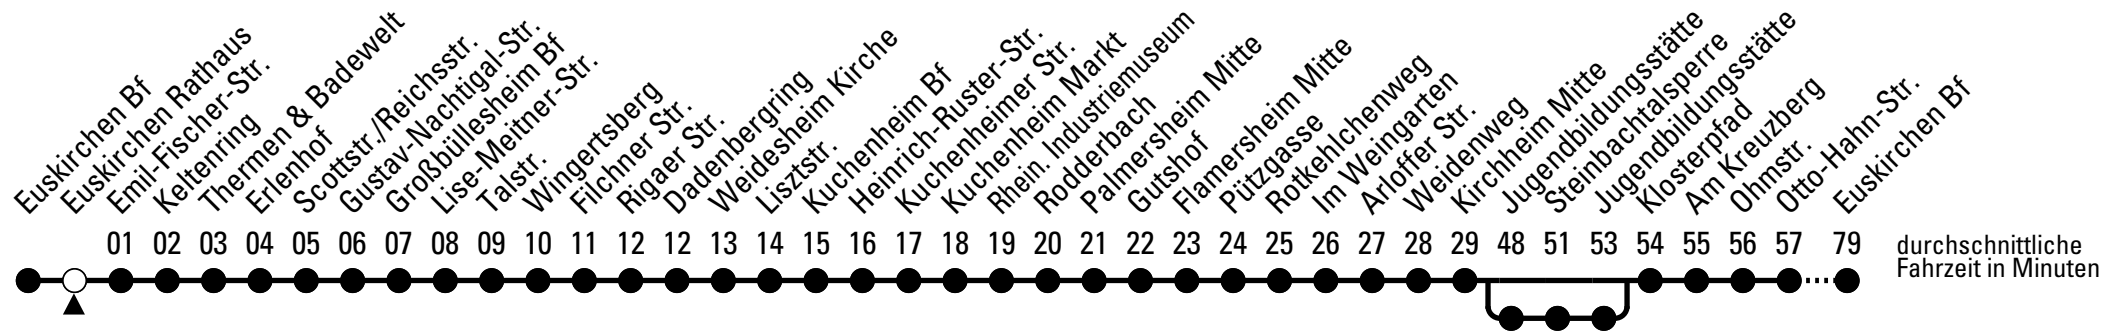 Euskirchen Bf
Euskirchen Rathaus
Emil-Fischer-Str.
Keltenring
Thermen & Badewelt
Erlenhof
Scottstr./Reichsstr.
Gustav-Nachtigal-Str.
Großbüllesheim Bf
Lise-Meitner-Str.
Talstr.
Wingertsberg
Filchner Str.
Rigaer Str.
Dadenbergring
Weidesheim Kirche
Lisztstr.
Kuchenheim Bf
Heinrich-Ruster-Str.
Kuchenheimer Str.
Kuchenheim Markt
Rhein. Industriemuseum
Rodderbach
Palmersheim Mitte
Gutshof
Flamersheim Mitte
Pützgasse
Rotkehlchenweg
Im Weingarten
Arloffer Str.
Weidenweg
Kirchheim Mitte
Jugendbildungsstätte
Steinbachtalsperre
Jugendbildungsstätte
Klosterpfad
Am Kreuzberg
Ohmstr.
Otto-Hahn-Str.
Euskirchen Bf
01 02 03 04 05 06 07 08 09 10 11 12 12 13 14 15 16 17 18 19 20 21 22 23 24 25 26 27 28 29 48 51 53 54 55 56 57 79
durchschnittliche
Fahrzeit in Minuten